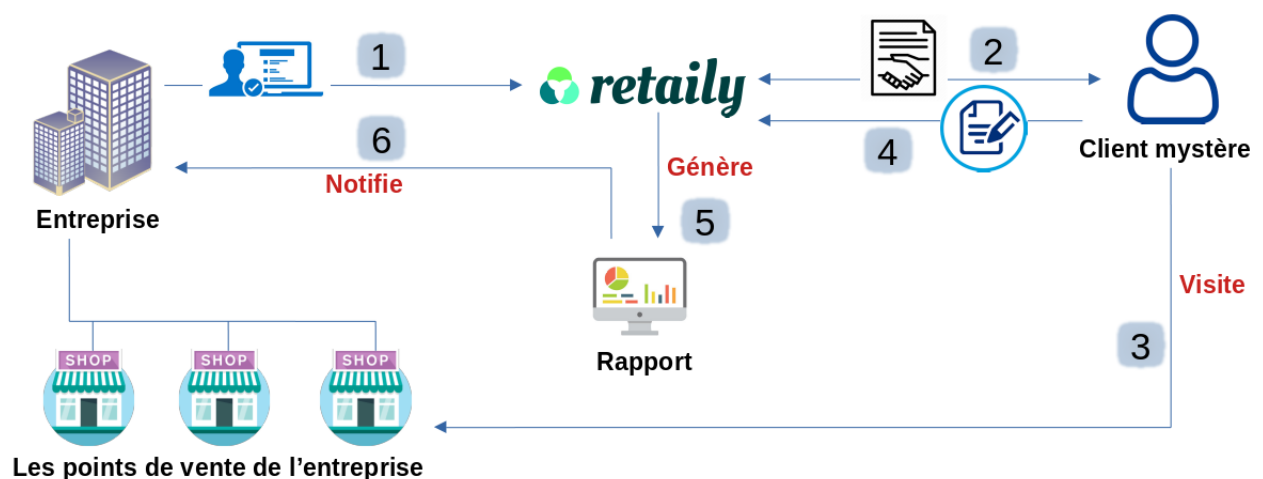 1
2
retaily
6
4
Client mystère
Génère
Notifie
Entreprise
5
Visite
3
SHOP
SHOP
SHOP
Rapport
Les points de vente de l’entreprise